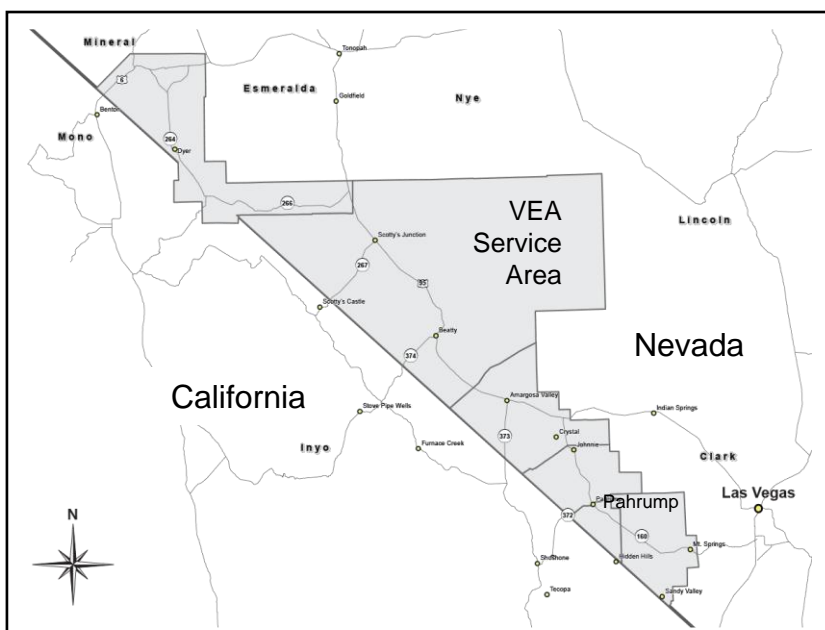 Mineral
Tonopah
6
Esmeralda
Nye
Goldfield
Benton
Mono
264
Dyer
VEA
Service
Area
266
Lincoln
Scotty's Junction
267
95
Scotty's Castle
Beatty
374
Nevada
California
Amargosa Valley
Stove Pipe Wells
Indian Springs
373
Crystal
Inyo
Furnace Creek
Johnnie
Clark
Las Vegas
Pahrump
N
372
160
Mt. Springs
Shoshone
Hidden Hills
Tecopa
Sandy Valley